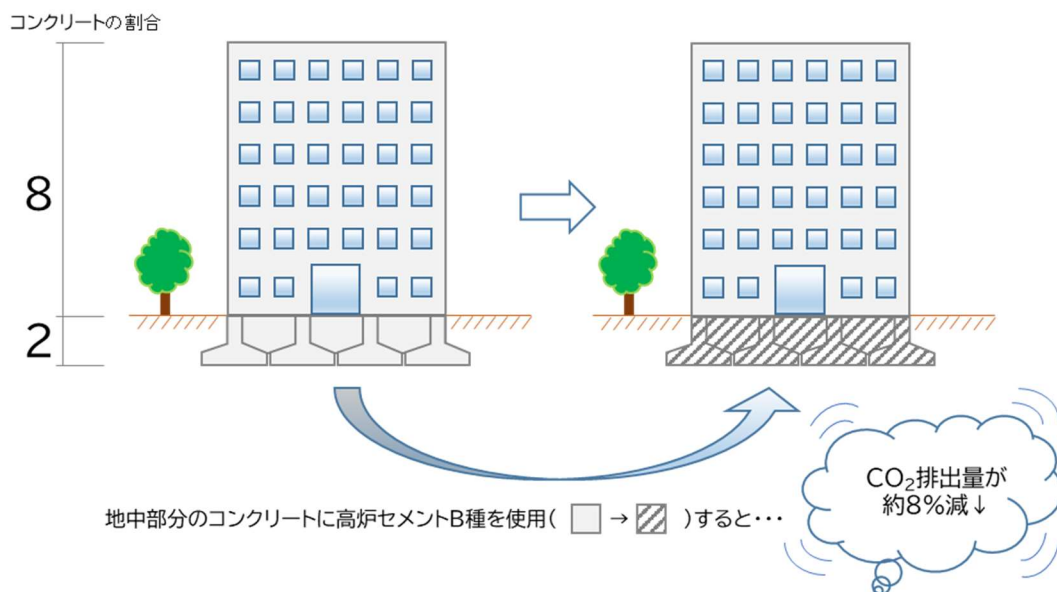 コンクリートの割合
8
2
地中部分のコンクリートに高炉セメントB種を使用( → )すると・・・
CO₂排出量が
約8%減↓